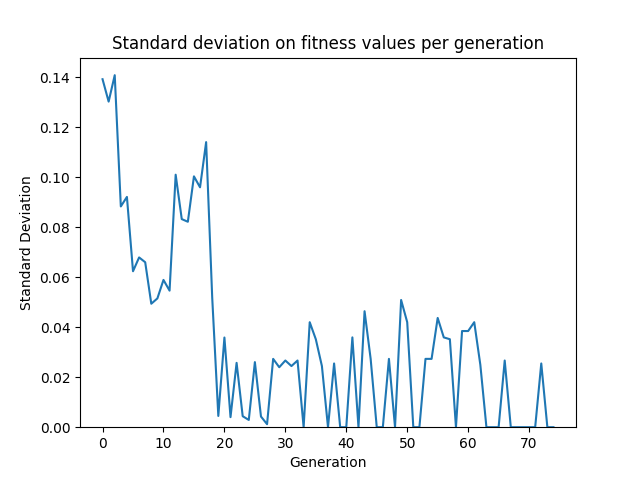 Standard deviation on fitness values per generation
0.14
0.12
0.10
0.08
0.06
0.04
0.02
0.00
Standard Deviation
0 10 20 30 40 50 60 70
Generation